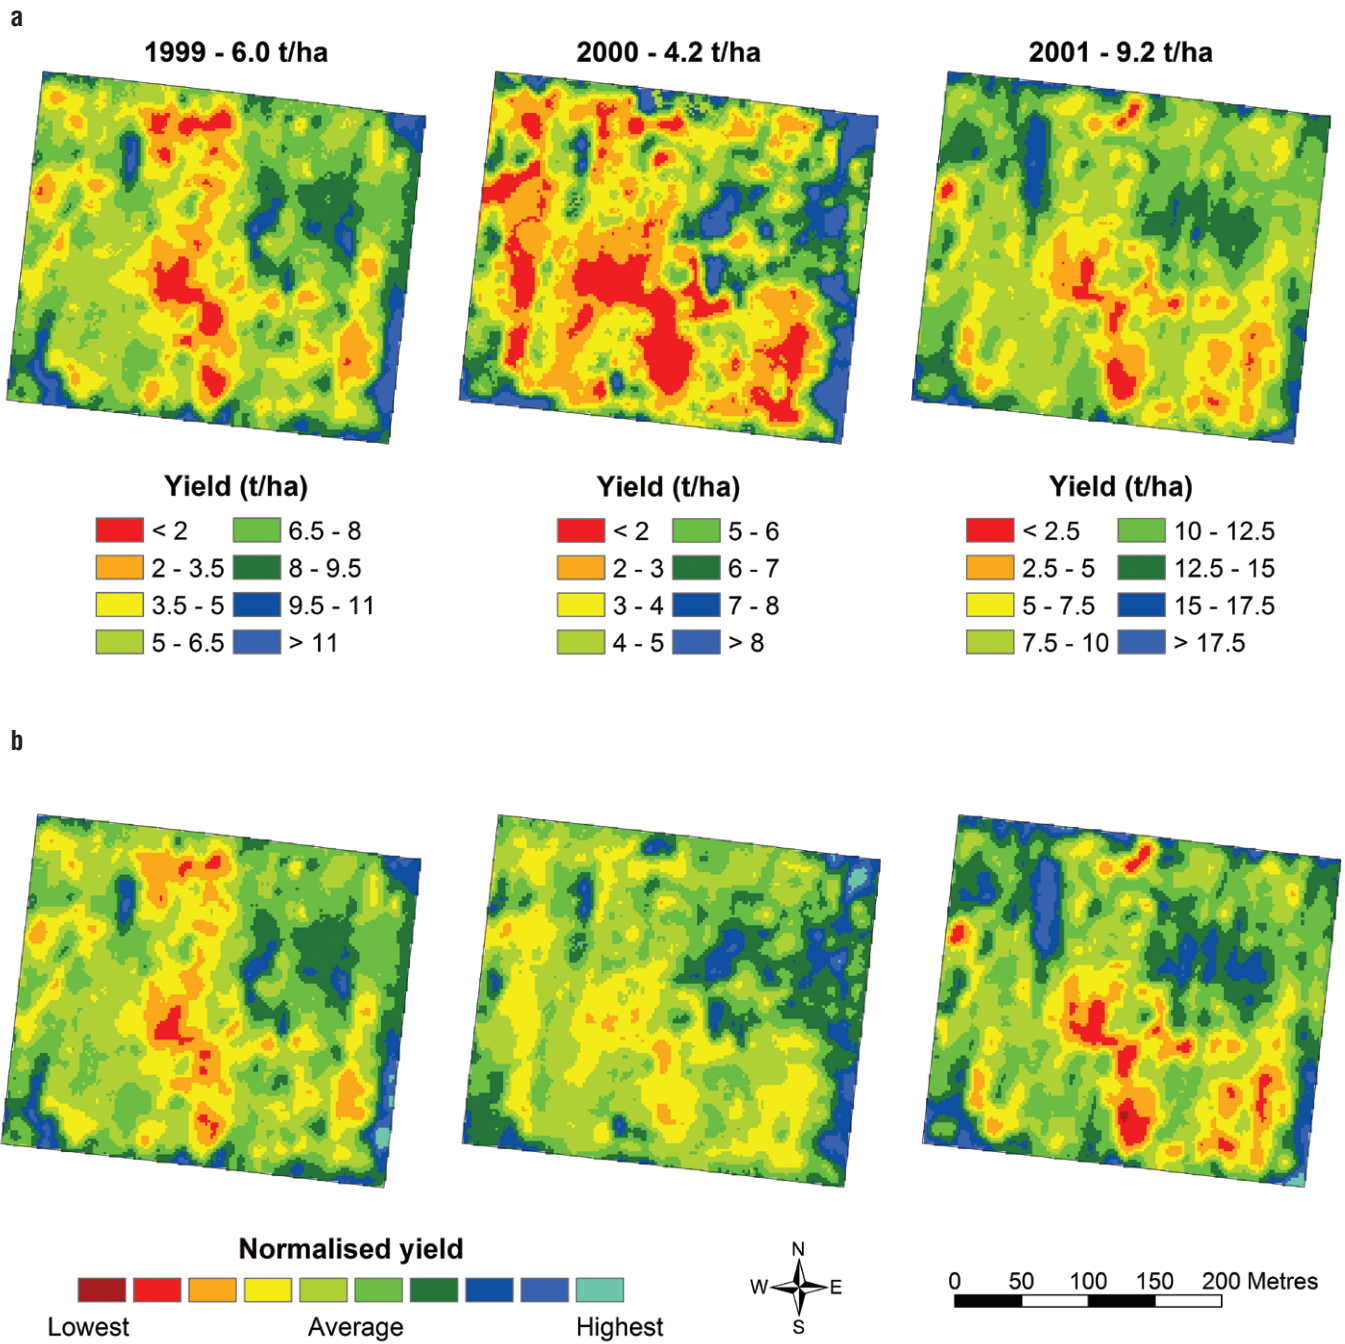 a
1999 - 6.0 t/ha
2000 - 4.2 t/ha
2001 - 9.2 t/ha
Yield (t/ha)
< 2
6.5 - 8
2 - 3.5
8 - 9.5
3.5 - 5
9.5 - 11
5 - 6.5
> 11
Yield (t/ha)
< 2
5 - 6
2 - 3
6 - 7
3 - 4
7 - 8
4 - 5
> 8
Yield (t/ha)
< 2.5
10 - 12.5
2.5 - 5
12.5 - 15
5 - 7.5
15 - 17.5
7.5 - 10
> 17.5
b
Normalised yield
Lowest
Average
Highest
N
W
E
S
0 50 100 150 200 Metres